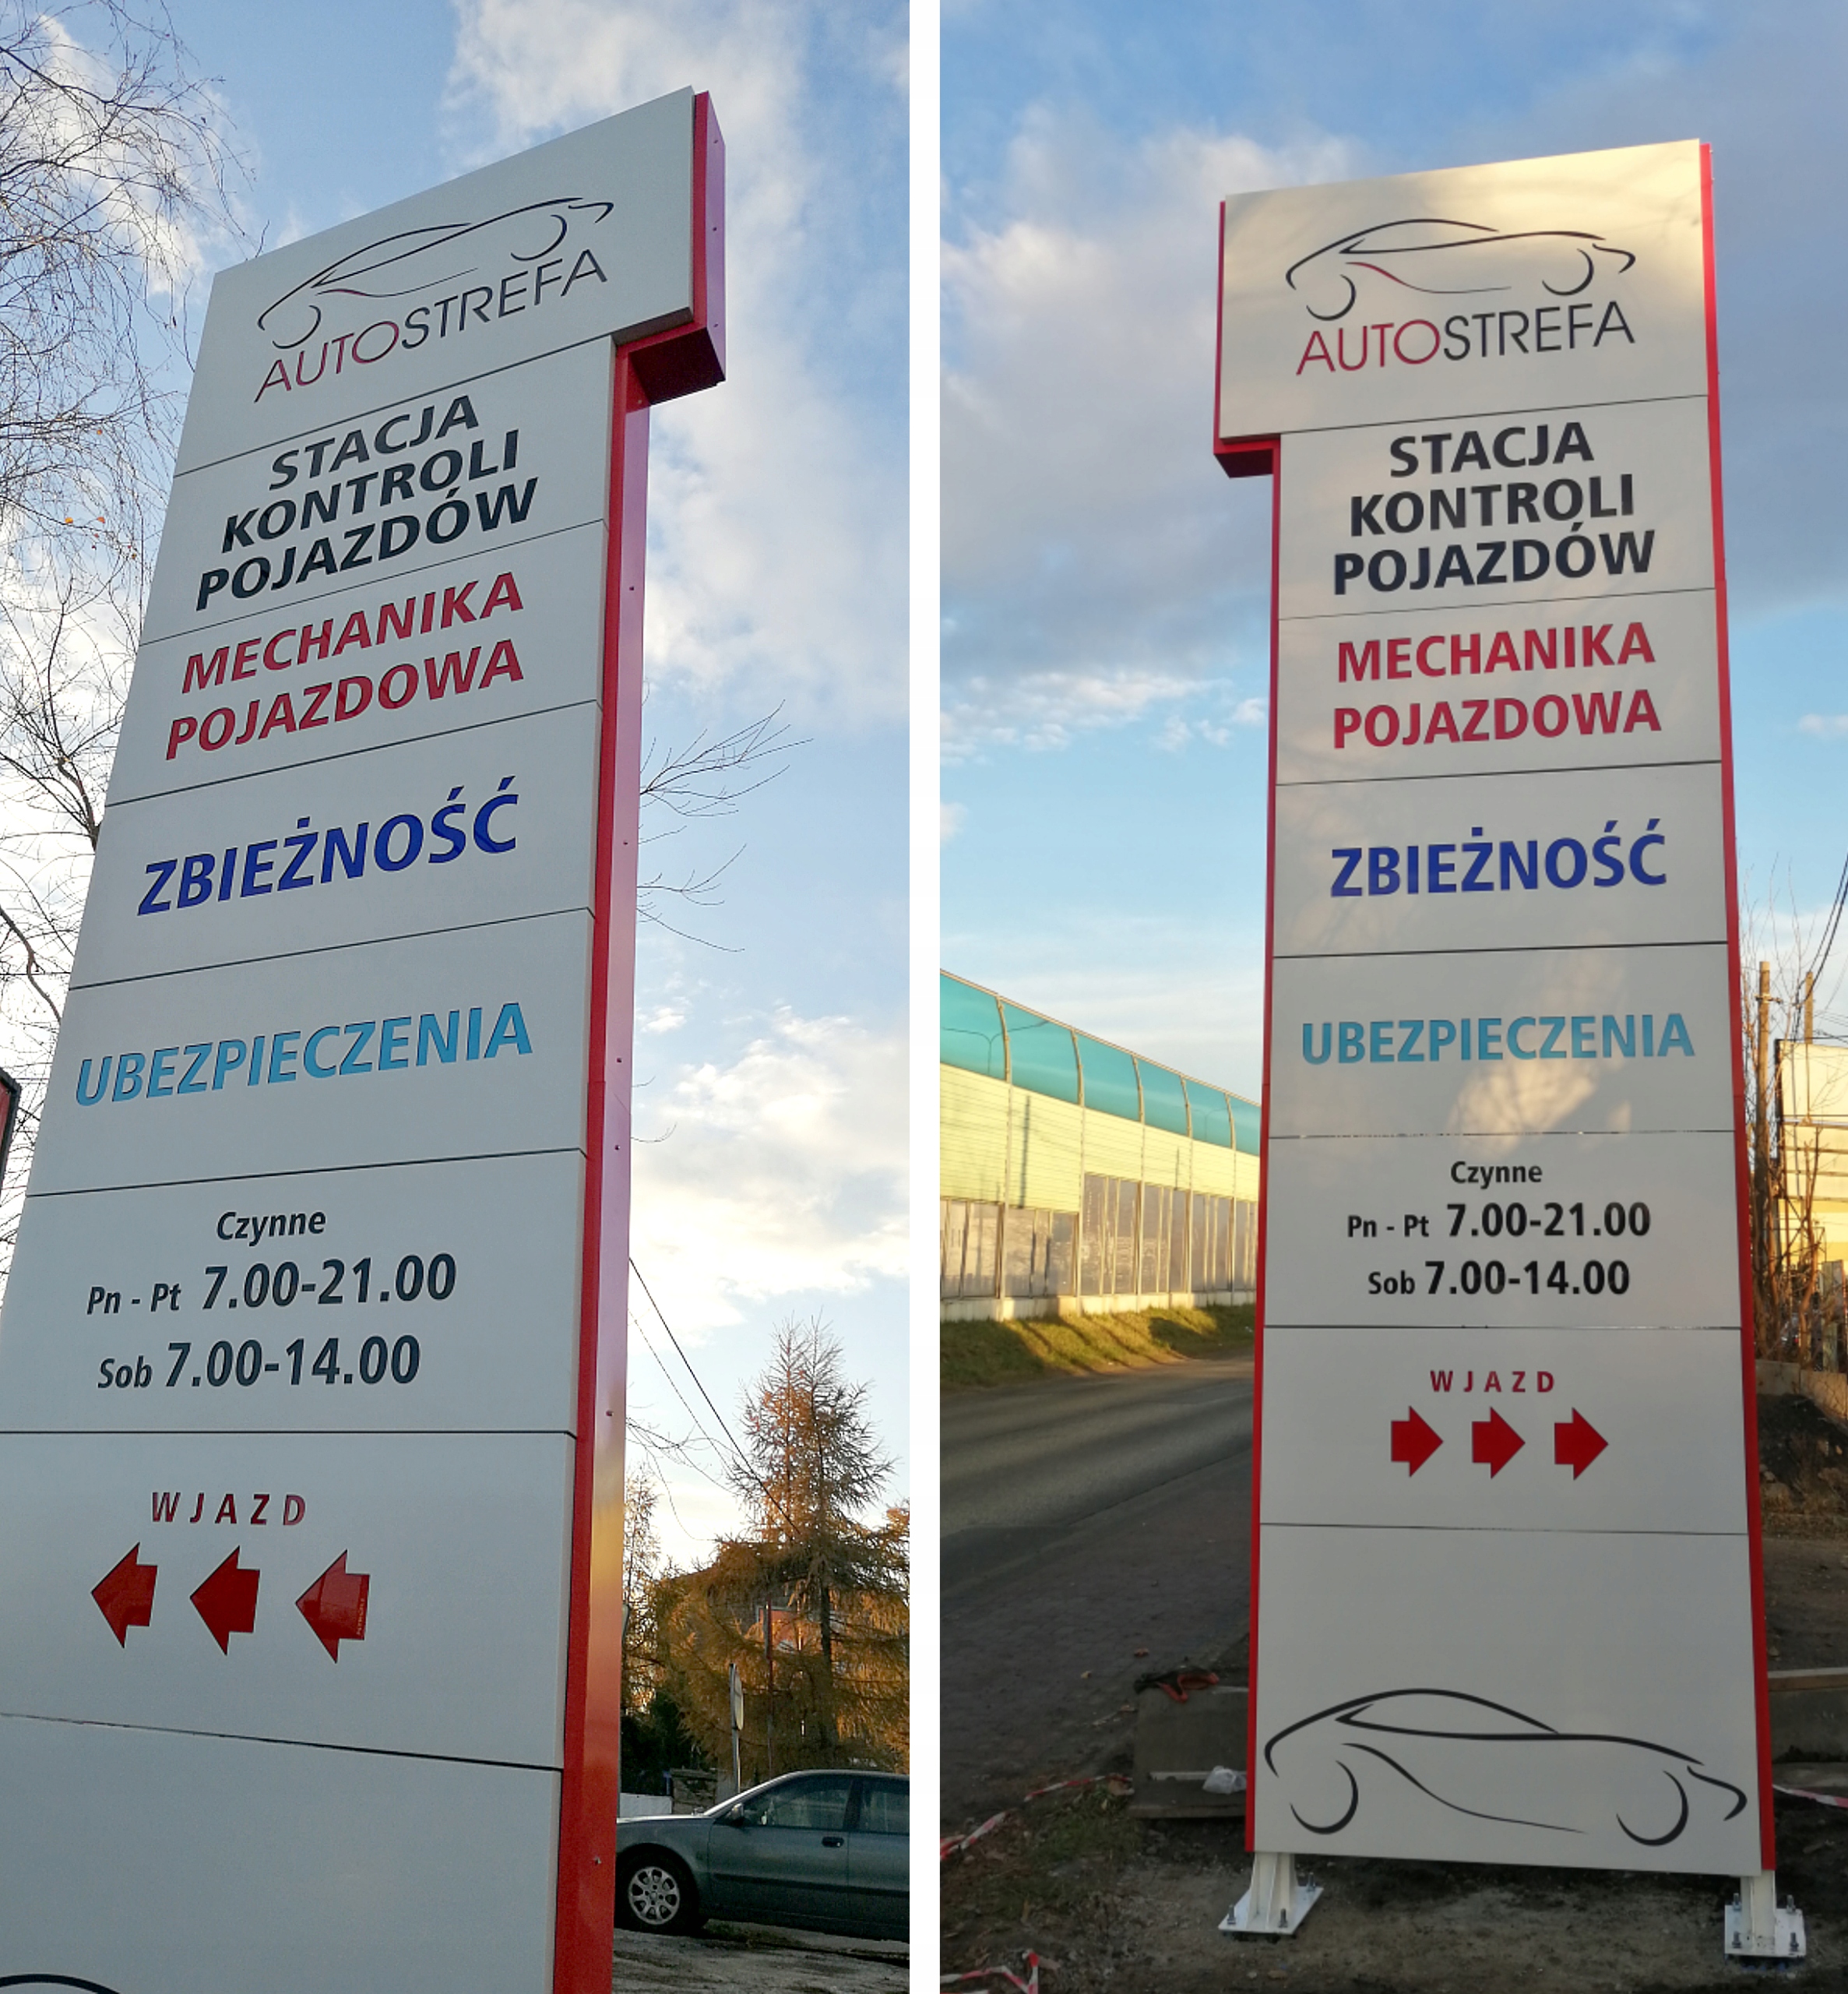 AUTOSTREFA
STACJA
KONTROLI
POJAZDÓW
MECHANIKA
POJAZDOWA
ZBIEŻNOŚĆ
UBEZPIECZENIA
Czynne
Pn - Pt 7.00-21.00
Sob 7.00-14.00
WJAZD
AUTOSTREFA
STACJA
KONTROLI
POJAZDÓW
MECHANIKA
POJAZDOWA
ZBIEŻNOŚĆ
UBEZPIECZENIA
Czynne
Pn - Pt 7.00-21.00
Sob 7.00-14.00
WJAZD